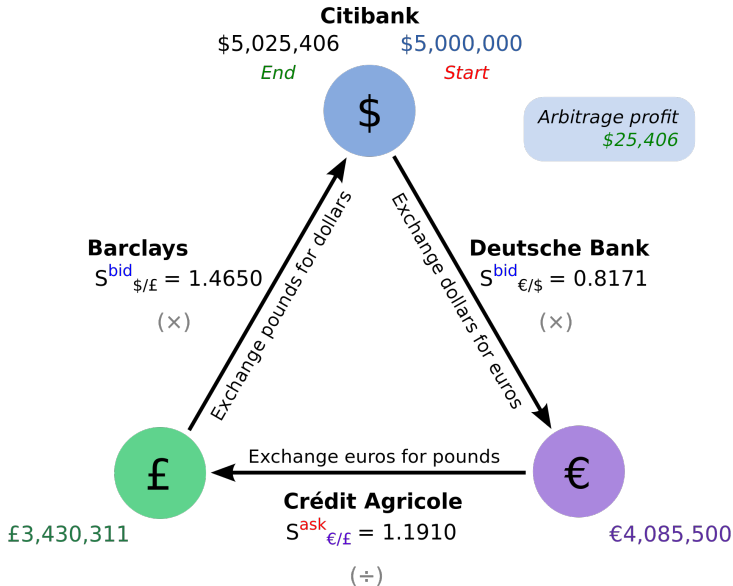 Citibank
$5,025,406 $5,000,000
End Start
$
Arbitrage profit
$25,406
Exchange pounds for dollars
Exchange dollars for euros
Barclays
S^bid_$/£ = 1.4650
(×)
Deutsche Bank
S^bid_€/$ = 0.8171
(×)
£
Exchange euros for pounds
€
Crédit Agricole
S^ask_€/£ = 1.1910
(÷)
£3,430,311
€4,085,500